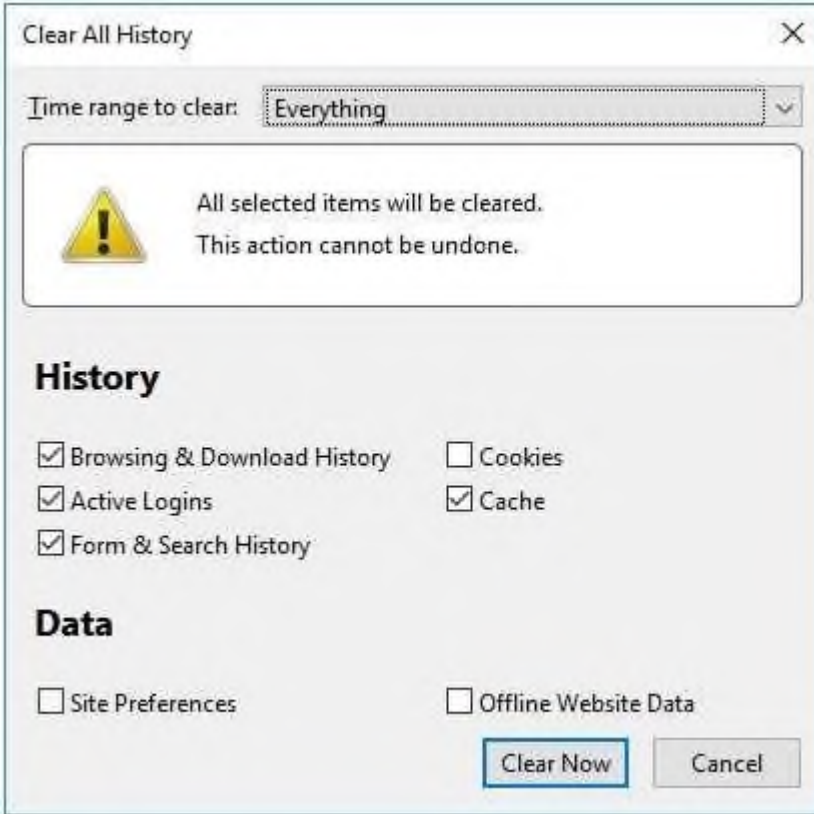 Clear All History
Time range to clear: Everything
All selected items will be cleared.
This action cannot be undone.
History
Browsing & Download History Cookies
Active Logins Cache
Form & Search History
Data
Site Preferences Offline Website Data
Clear Now Cancel